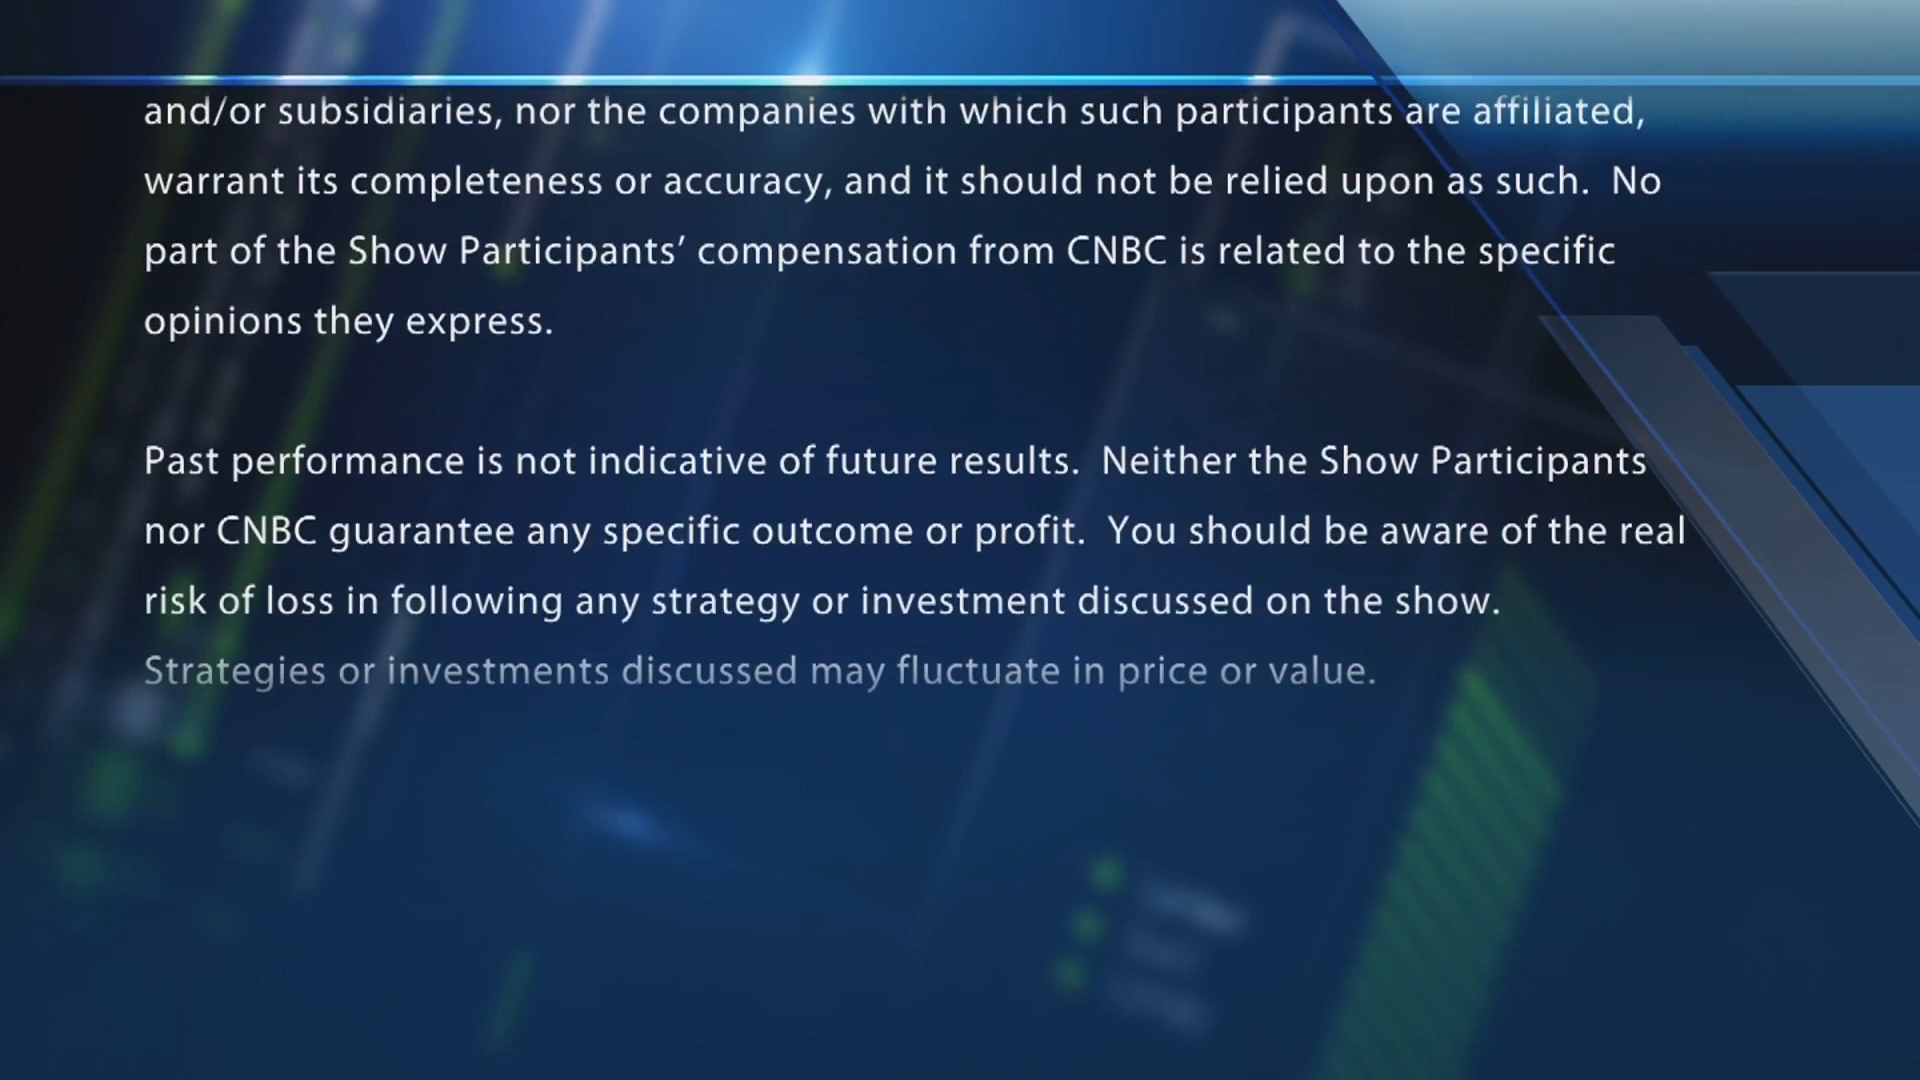 and/or subsidiaries, nor the companies with which such participants are affiliated,
warrant its completeness or accuracy, and it should not be relied upon as such.  No
part of the Show Participants’ compensation from CNBC is related to the specific
opinions they express.
Past performance is not indicative of future results.  Neither the Show Participants
nor CNBC guarantee any specific outcome or profit.  You should be aware of the real
risk of loss in following any strategy or investment discussed on the show.
Strategies or investments discussed may fluctuate in price or value.